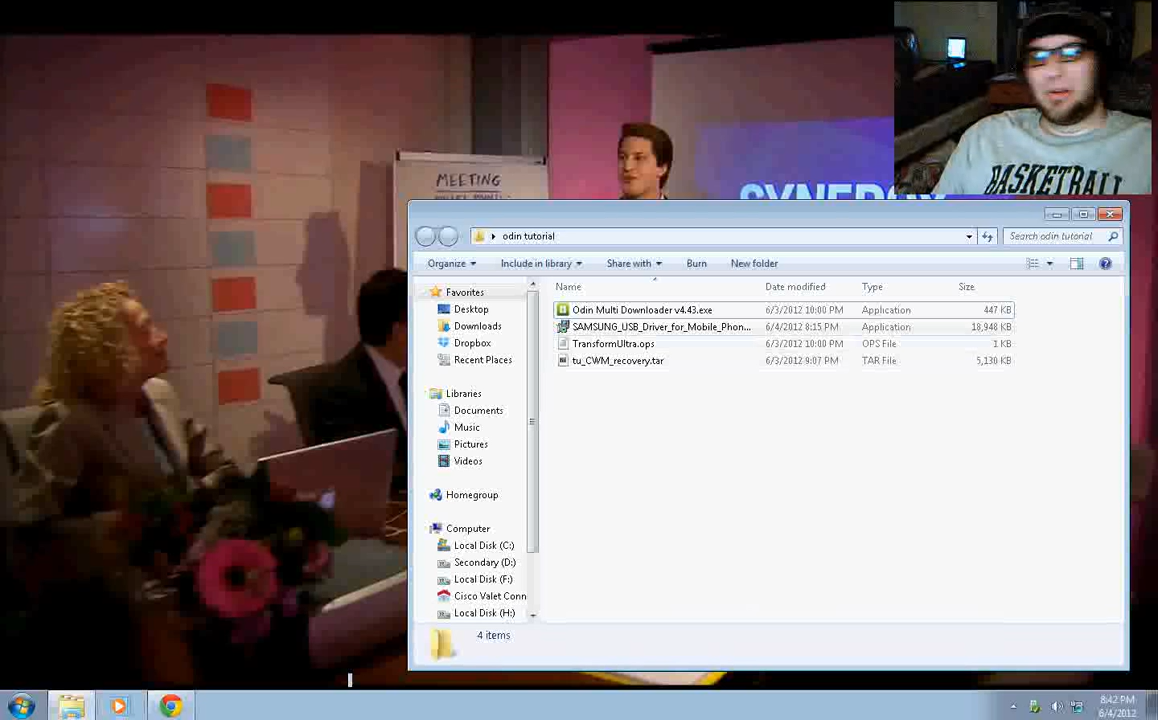 MEETING
SYNERGY
BASKETBALL
odin tutorial
Search odin tutorial
Organize
Include in library
Share with
Burn
New folder
Name
Date modified
Type
Size
Favorites
Desktop
Downloads
Dropbox
Recent Places
Libraries
Documents
Music
Pictures
Videos
Homegroup
Computer
Local Disk (C:)
Secondary (D:)
Local Disk (F:)
Cisco Valet Conn
Local Disk (H:)
Odin Multi Downloader v4.43.exe 6/3/2012 10:00 PM Application 447 KB
SAMSUNG_USB_Driver_for_Mobile_Phon... 6/4/2012 8:15 PM Application 18,948 KB
TransformUltra.ops 6/3/2012 10:00 PM OPS File 1 KB
tu_CWM_recovery.tar 6/3/2012 9:07 PM TAR File 5,130 KB
4 items
8:42 PM
6/4/2012